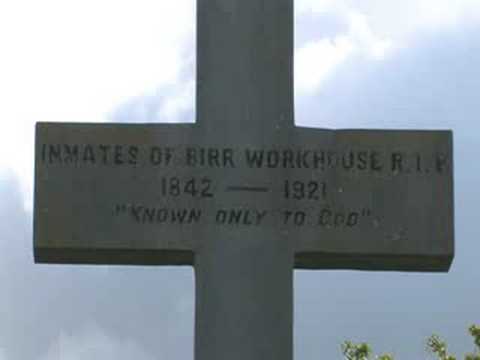 INMATES OF BIRR WORKHOUSE R.I.P
1842 — 1921
"KNOWN ONLY TO GOD"